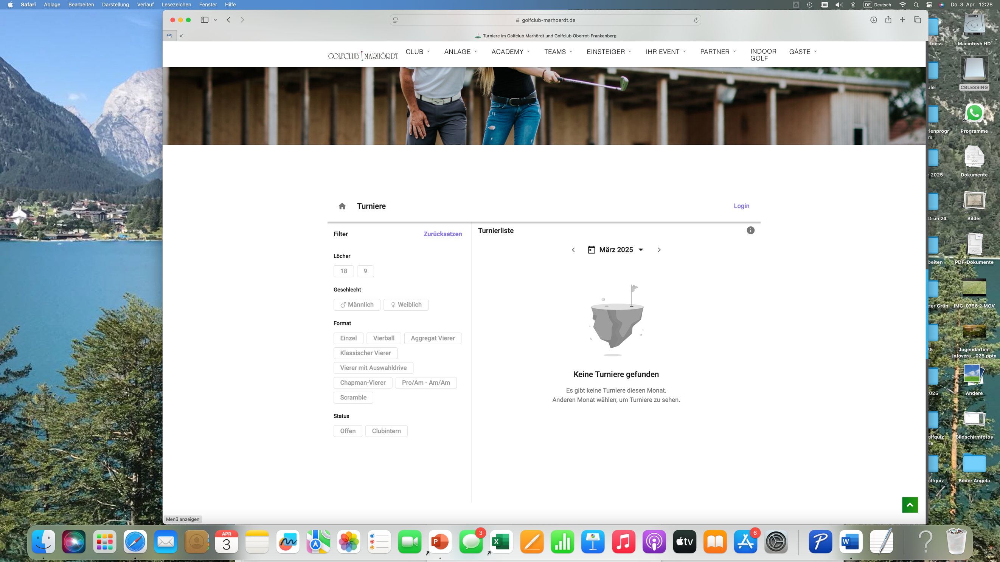 Safari Ablage Bearbeiten Darstellung Verlauf Lesezeichen Fenster Hilfe
DE Deutsch Do. 3. Apr. 12:28
golfclub-marhoerdt.de
Golf
Turniere im Golfclub Marhördt und Golfclub Oberrot-Frankenberg
GOLFCLUB MARHÖRDT
CLUB ANLAGE ACADEMY TEAMS EINSTEIGER IHR EVENT PARTNER INDOOR GOLF GÄSTE
Turniere
Login
Filter Zurücksetzen
Löcher
18 9
Geschlecht
Männlich Weiblich
Format
Einzel Vierball Aggregat Vierer
Klassischer Vierer
Vierer mit Auswahldrive
Chapman-Vierer Pro/Am - Am/Am
Scramble
Status
Offen Clubintern
Turnierliste
März 2025
Keine Turniere gefunden
Es gibt keine Turniere diesen Monat.
Anderen Monat wählen, um Turniere zu sehen.
Menü anzeigen
Macintosh HD
CBLESSING
Programme
DOC
Dokumente
Bilder
PDF
PDF-Dokumente
IMG_0756 2.MOV
Jugendarbeit
Infovera...025.pptx
Andere
Bildschirmfotos
Bilder Angela
itness
ule
rienprogr
m
2025
Grün 24
beiten
der Grün
25
025
olfquiz
ie
olfquiz
APR
3
P
3
X
tv
6
P
W
?